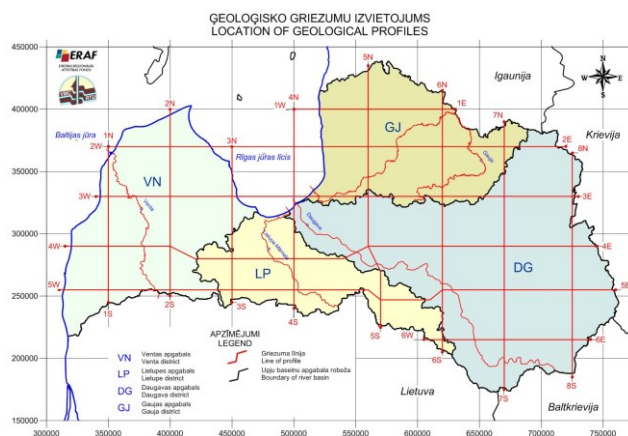 ĢEOLOĢISKO GRIEZUMU IZVIETOJUMS
LOCATION OF GEOLOGICAL PROFILES
450000
400000
350000
300000
250000
200000
150000
ERAF
5N
Igaunija
2N
4N
6N
1W
1E
GJ
7N
Krievija
Baltijas jūra
1N
3N
Rīgas jūras līcis
2W
2E
8N
Gauja
VN
3W
3E
Venta
Daugava
4W
4E
LP
DG
5W
5E
1S
2S
3S
4S
5S
6W
6E
6S
7S
8S
Lietuva
Baltkrievija
APZĪMĒJUMI
LEGEND
VN Ventas apgabals
Venta district
LP Lielupes apgabals
Lielupe district
DG Daugavas apgabals
Daugava district
GJ Gaujas apgabals
Gauja district
Griezuma līnija
Line of profile
Upju baseinu apgabala robeža
Boundary of river basin
N
W E
S
300000 350000 400000 450000 500000 550000 600000 650000 700000 750000